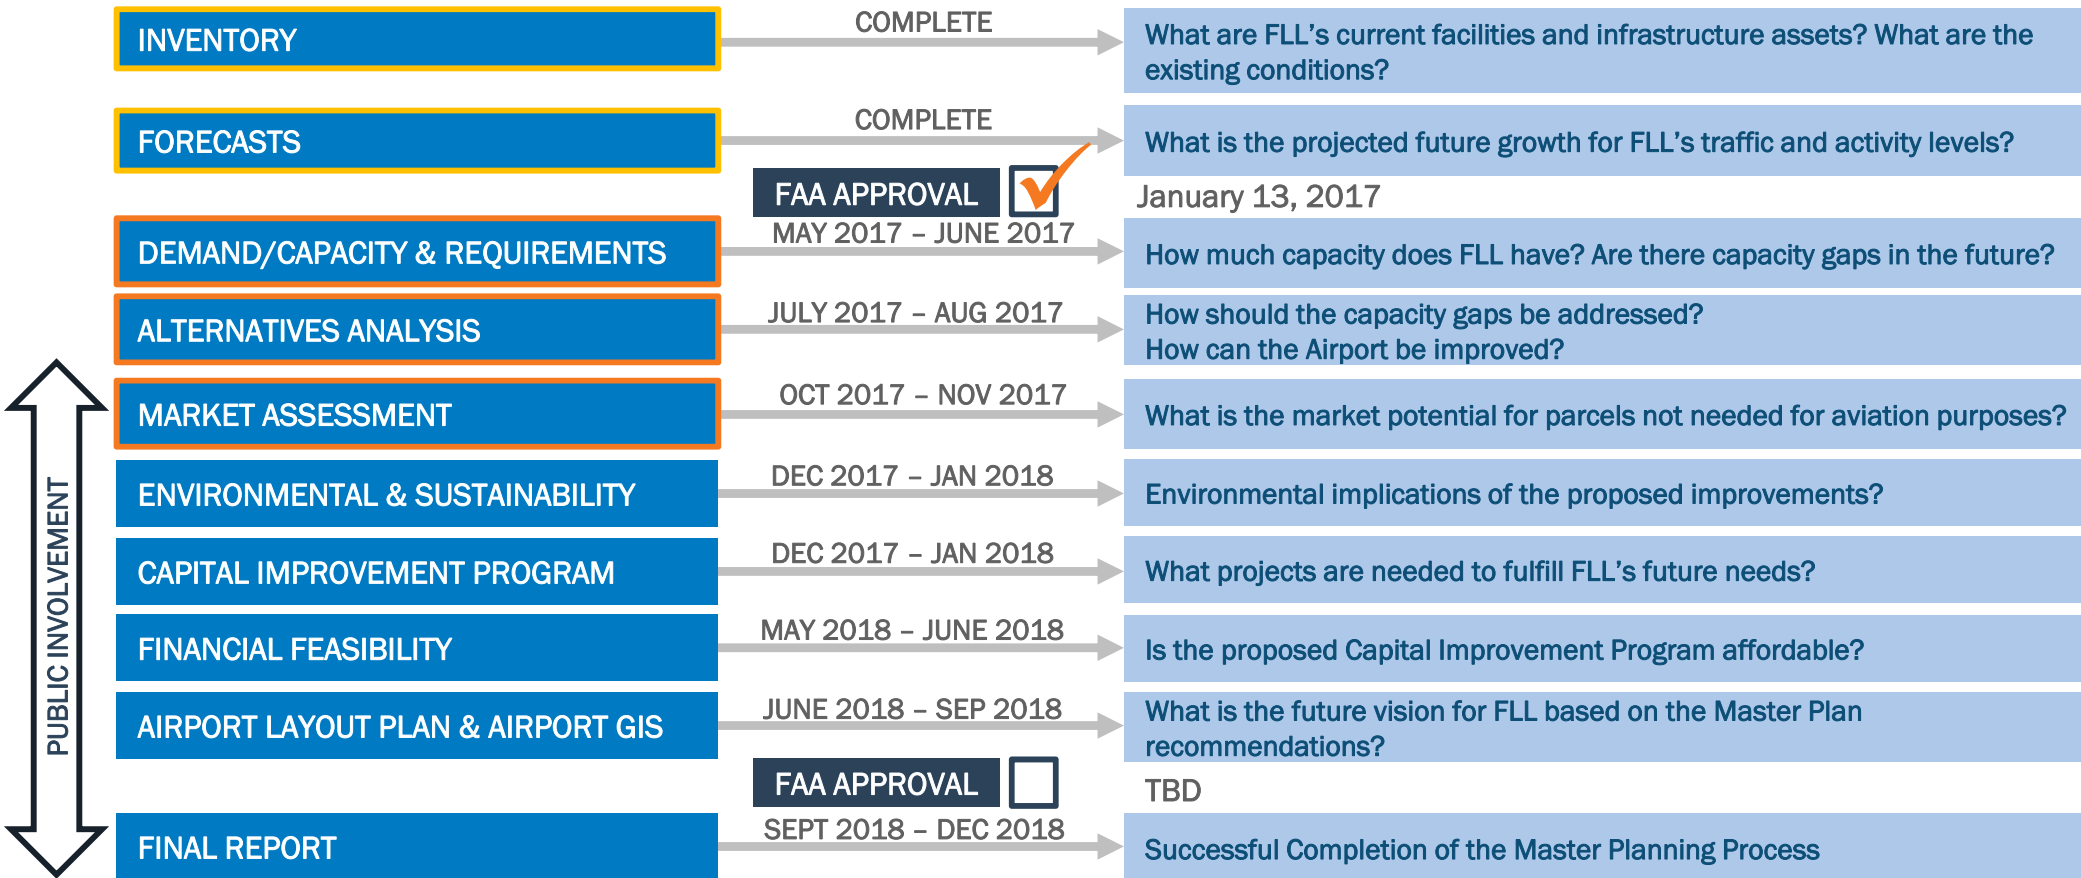 INVENTORY
COMPLETE
What are FLL's current facilities and infrastructure assets? What are the
existing conditions?
FORECASTS
COMPLETE
What is the projected future growth for FLL's traffic and activity levels?
FAA APPROVAL
January 13, 2017
DEMAND/CAPACITY & REQUIREMENTS
MAY 2017 – JUNE 2017
How much capacity does FLL have? Are there capacity gaps in the future?
ALTERNATIVES ANALYSIS
JULY 2017 – AUG 2017
How should the capacity gaps be addressed?
How can the Airport be improved?
MARKET ASSESSMENT
OCT 2017 – NOV 2017
What is the market potential for parcels not needed for aviation purposes?
PUBLIC INVOLVEMENT
ENVIRONMENTAL & SUSTAINABILITY
DEC 2017 – JAN 2018
Environmental implications of the proposed improvements?
CAPITAL IMPROVEMENT PROGRAM
DEC 2017 – JAN 2018
What projects are needed to fulfill FLL's future needs?
FINANCIAL FEASIBILITY
MAY 2018 – JUNE 2018
Is the proposed Capital Improvement Program affordable?
AIRPORT LAYOUT PLAN & AIRPORT GIS
JUNE 2018 – SEP 2018
What is the future vision for FLL based on the Master Plan
recommendations?
FAA APPROVAL
TBD
FINAL REPORT
SEPT 2018 – DEC 2018
Successful Completion of the Master Planning Process